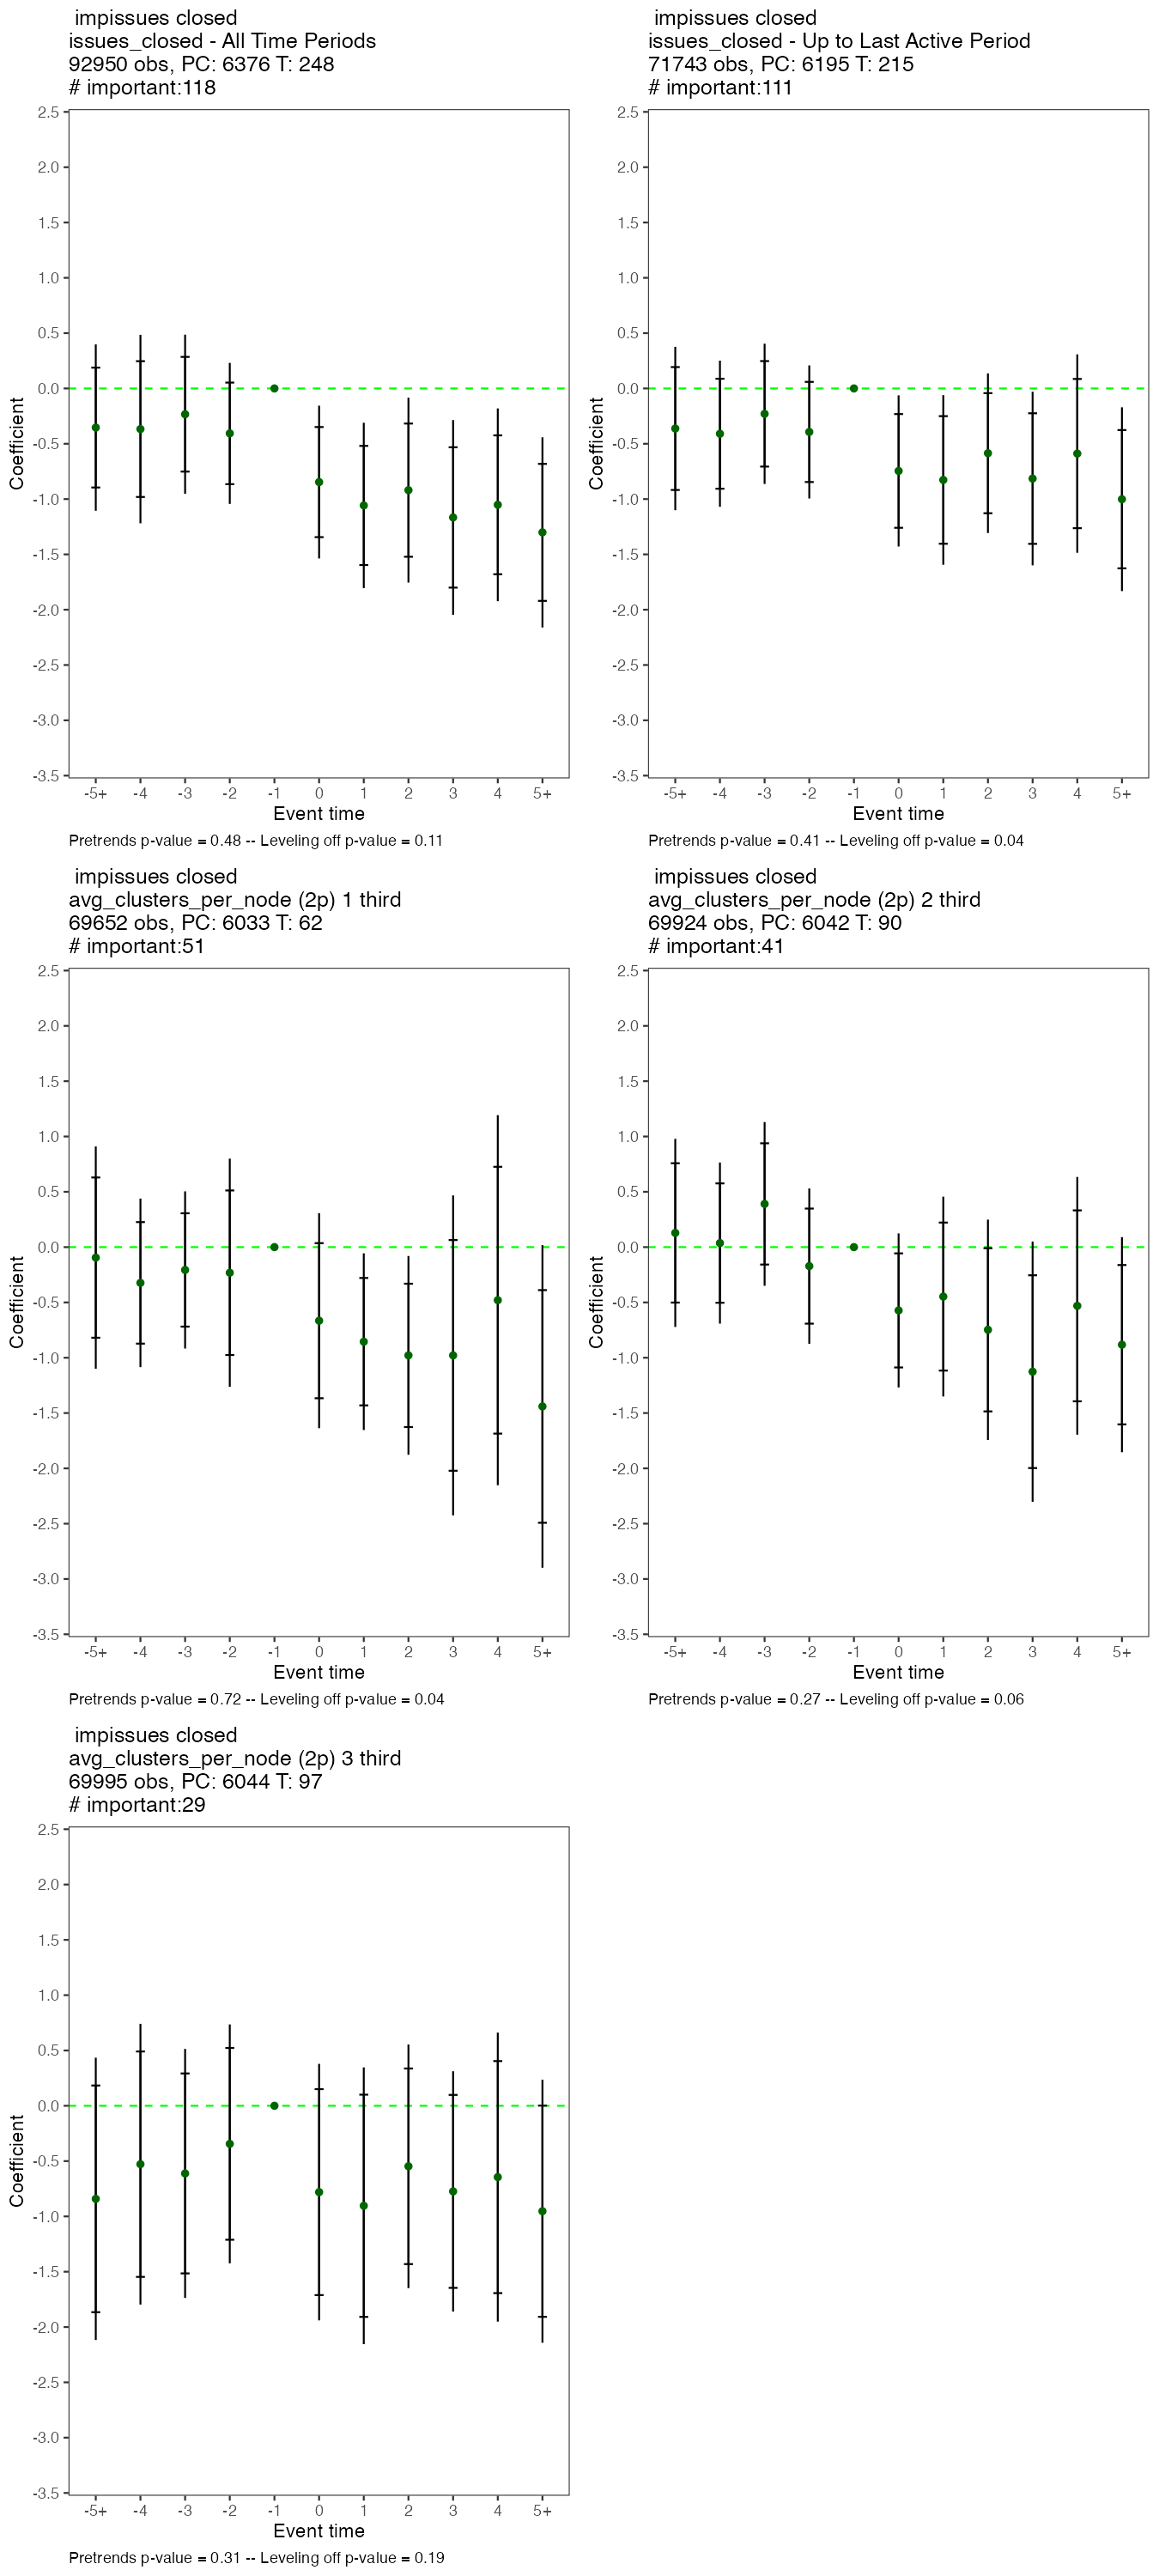 impissues closed
issues_closed - All Time Periods
92950 obs, PC: 6376 T: 248
# important:118
2.5
2.0
1.5
1.0
0.5
0.0
-0.5
-1.0
-1.5
-2.0
-2.5
-3.0
-3.5
Coefficient
-5+ -4 -3 -2 -1 0 1 2 3 4 5+
Event time
Pretrends p-value = 0.48 -- Leveling off p-value = 0.11
impissues closed
issues_closed - Up to Last Active Period
71743 obs, PC: 6195 T: 215
# important:111
2.5
2.0
1.5
1.0
0.5
0.0
-0.5
-1.0
-1.5
-2.0
-2.5
-3.0
-3.5
Coefficient
-5+ -4 -3 -2 -1 0 1 2 3 4 5+
Event time
Pretrends p-value = 0.41 -- Leveling off p-value = 0.04
impissues closed
avg_clusters_per_node (2p) 1 third
69652 obs, PC: 6033 T: 62
# important:51
2.5
2.0
1.5
1.0
0.5
0.0
-0.5
-1.0
-1.5
-2.0
-2.5
-3.0
-3.5
Coefficient
-5+ -4 -3 -2 -1 0 1 2 3 4 5+
Event time
Pretrends p-value = 0.72 -- Leveling off p-value = 0.04
impissues closed
avg_clusters_per_node (2p) 2 third
69924 obs, PC: 6042 T: 90
# important:41
2.5
2.0
1.5
1.0
0.5
0.0
-0.5
-1.0
-1.5
-2.0
-2.5
-3.0
-3.5
Coefficient
-5+ -4 -3 -2 -1 0 1 2 3 4 5+
Event time
Pretrends p-value = 0.27 -- Leveling off p-value = 0.06
impissues closed
avg_clusters_per_node (2p) 3 third
69995 obs, PC: 6044 T: 97
# important:29
2.5
2.0
1.5
1.0
0.5
0.0
-0.5
-1.0
-1.5
-2.0
-2.5
-3.0
-3.5
Coefficient
-5+ -4 -3 -2 -1 0 1 2 3 4 5+
Event time
Pretrends p-value = 0.31 -- Leveling off p-value = 0.19